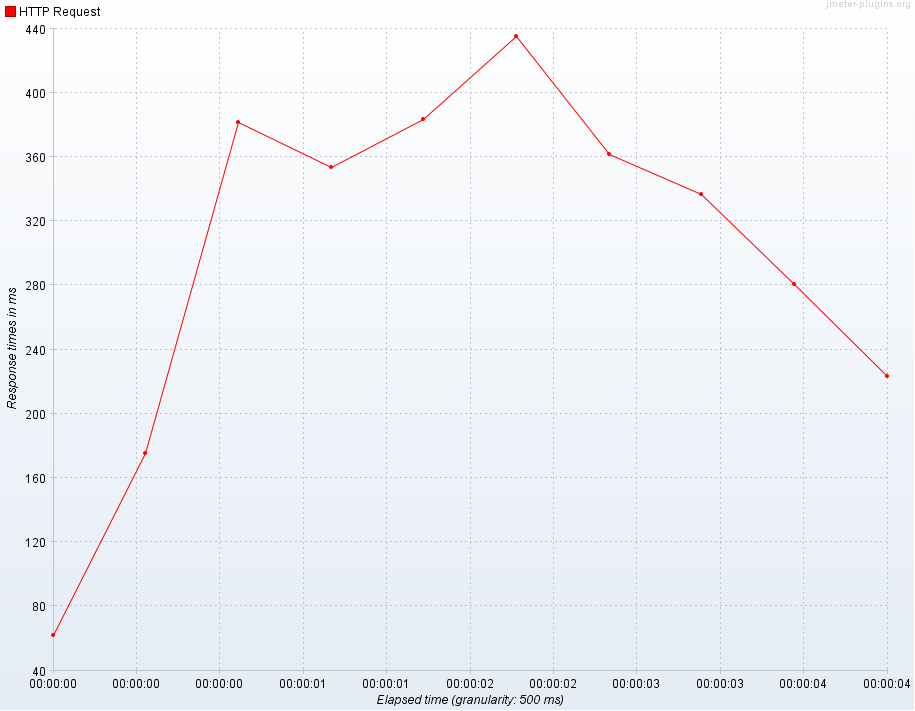 jmeter-plugins.org
HTTP Request
440
400
360
320
280
240
200
160
120
80
40
Response times in ms
00:00:00 00:00:00 00:00:00 00:00:01 00:00:01 00:00:02 00:00:02 00:00:03 00:00:03 00:00:04 00:00:04
Elapsed time (granularity: 500 ms)